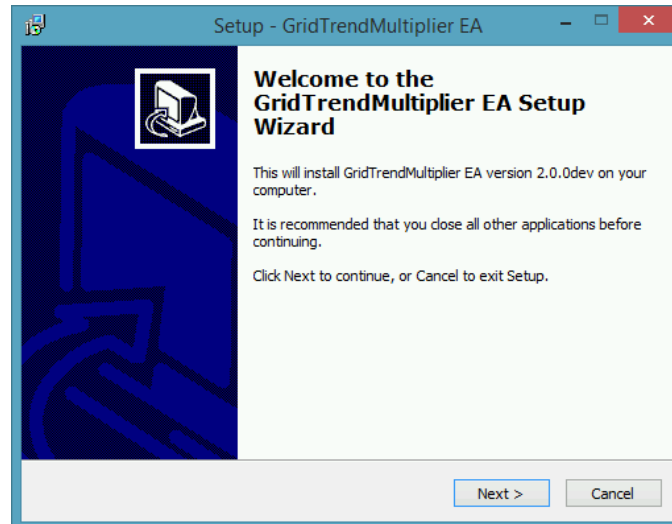 Setup - GridTrendMultiplier EA
Welcome to the
GridTrendMultiplier EA Setup
Wizard
This will install GridTrendMultiplier EA version 2.0.0dev on your
computer.
It is recommended that you close all other applications before
continuing.
Click Next to continue, or Cancel to exit Setup.
Next >
Cancel